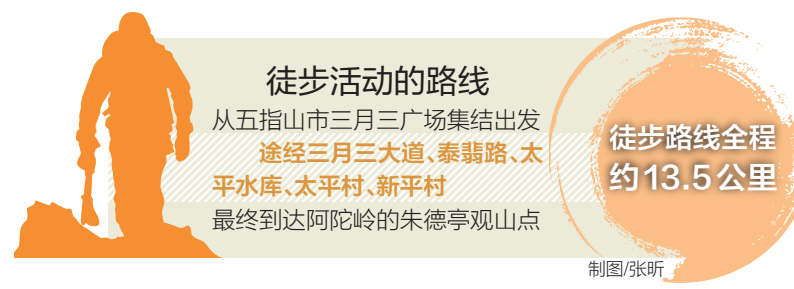 徒步活动的路线
从五指山市三月三广场集结出发
途经三月三大道、泰翡路、太
平水库、太平村、新平村
最终到达阿陀岭的朱德亭观山点
徒步路线全程
约13.5公里
制图/张昕